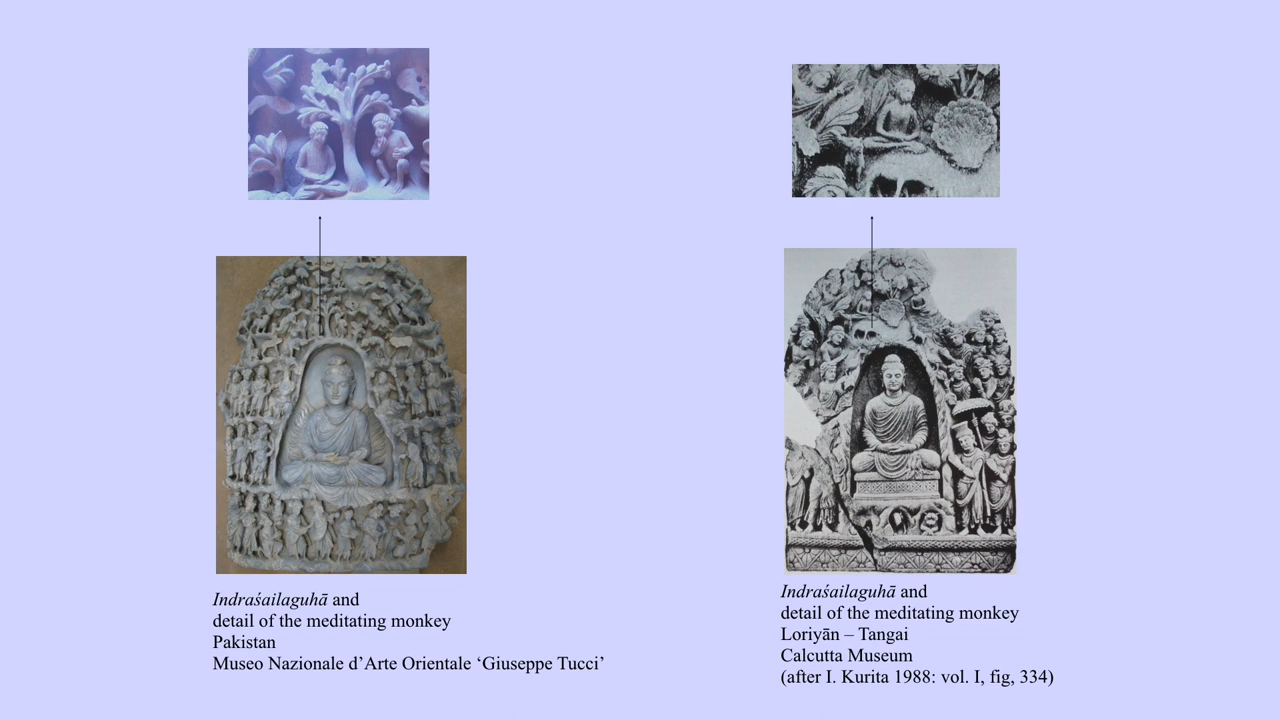 Indraśailaguhā and
detail of the meditating monkey
Pakistan
Museo Nazionale d’Arte Orientale ‘Giuseppe Tucci’
Indraśailaguhā and
detail of the meditating monkey
Loriyān – Tangai
Calcutta Museum
(after I. Kurita 1988: vol. I, fig, 334)